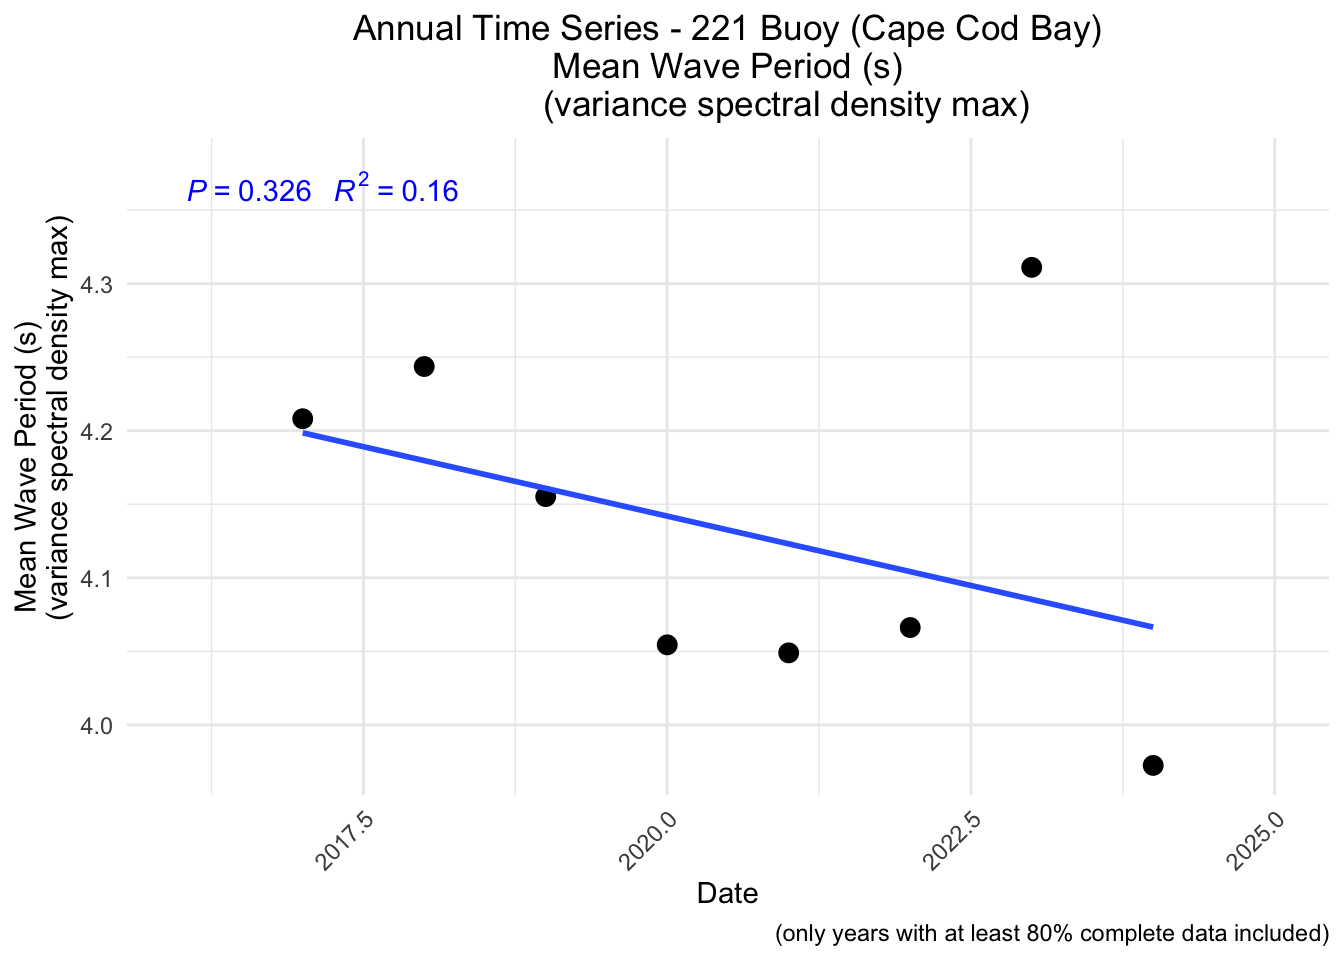 Annual Time Series - 221 Buoy (Cape Cod Bay)
Mean Wave Period (s)
(variance spectral density max)
P = 0.326 R² = 0.16
Mean Wave Period (s)
(variance spectral density max)
4.3
4.2
4.1
4.0
2017.5
2020.0
2022.5
2025.0
Date
(only years with at least 80% complete data included)